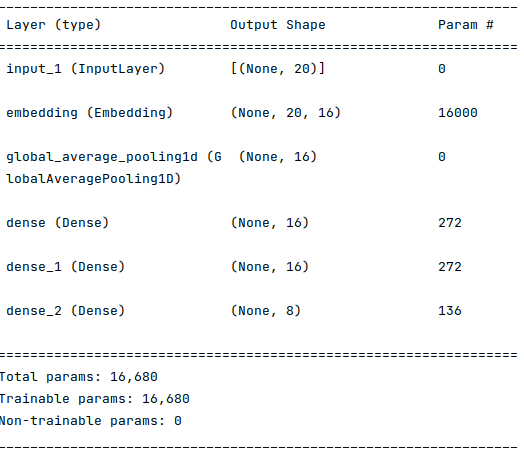 Layer (type) Output Shape Param #
input_1 (InputLayer) [(None, 20)] 0
embedding (Embedding) (None, 20, 16) 16000
global_average_pooling1d (G (None, 16) 0
lobalAveragePooling1D)
dense (Dense) (None, 16) 272
dense_1 (Dense) (None, 16) 272
dense_2 (Dense) (None, 8) 136
Total params: 16,680
Trainable params: 16,680
Non-trainable params: 0